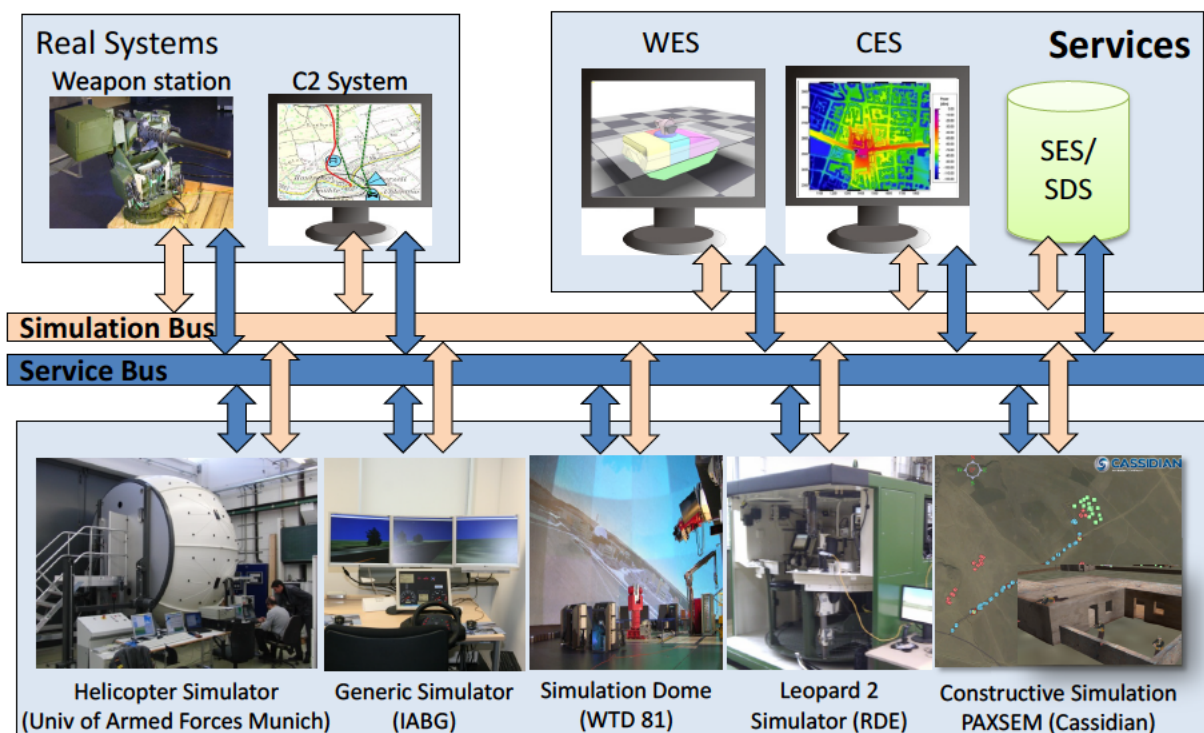 Real Systems
Weapon station
C2 System
WES
CES
Services
SES/
SDS
Simulation Bus
Service Bus
CASSIDIAN
Helicopter Simulator
(Univ of Armed Forces Munich)
Generic Simulator
(IABG)
Simulation Dome
(WTD 81)
Leopard 2
Simulator (RDE)
Constructive Simulation
PAXSEM (Cassidian)